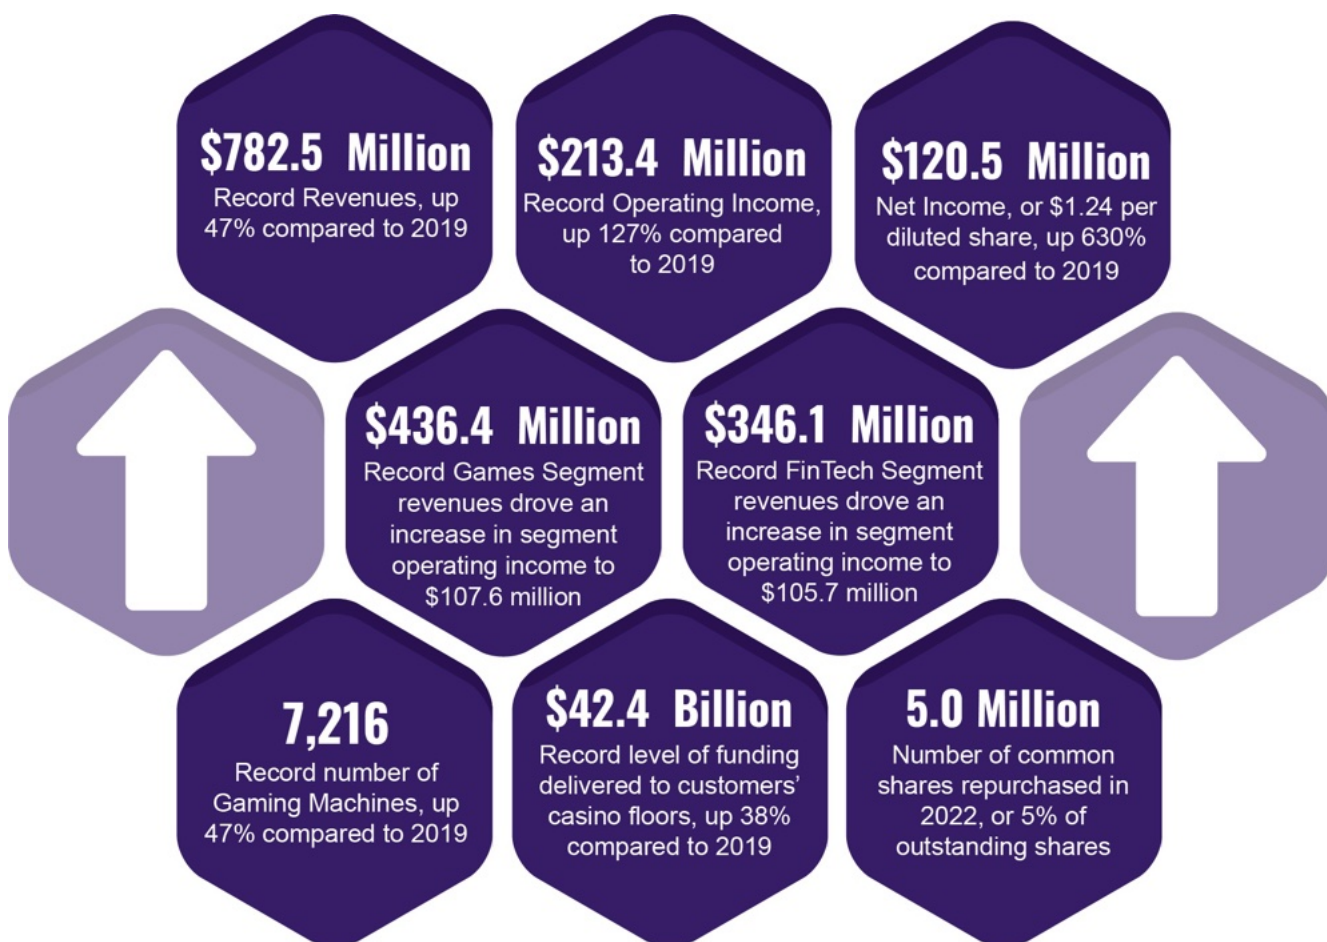 $782.5 Million
Record Revenues, up
47% compared to 2019
$213.4 Million
Record Operating Income,
up 127% compared
to 2019
$120.5 Million
Net Income, or $1.24 per
diluted share, up 630%
compared to 2019
$436.4 Million
Record Games Segment
revenues drove an
increase in segment
operating income to
$107.6 million
$346.1 Million
Record FinTech Segment
revenues drove an
increase in segment
operating income to
$105.7 million
7,216
Record number of
Gaming Machines, up
47% compared to 2019
$42.4 Billion
Record level of funding
delivered to customers’
casino floors, up 38%
compared to 2019
5.0 Million
Number of common
shares repurchased in
2022, or 5% of
outstanding shares